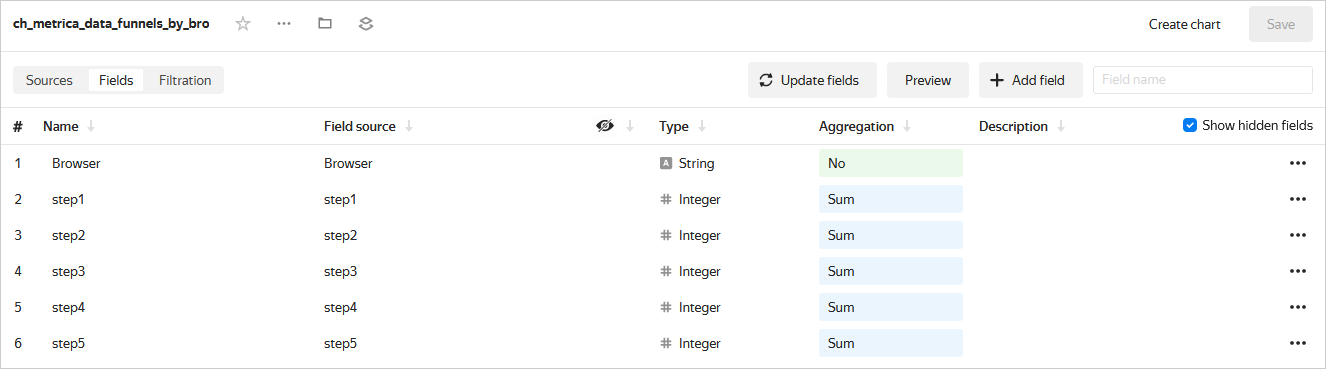 ch_metrica_data_funnels_by_bro Create chart Save
Sources Fields Filtration Update fields Preview Add field Field name
# Name Field source Type Aggregation Description Show hidden fields
1 Browser Browser A String No
2 step1 step1 # Integer Sum
3 step2 step2 # Integer Sum
4 step3 step3 # Integer Sum
5 step4 step4 # Integer Sum
6 step5 step5 # Integer Sum